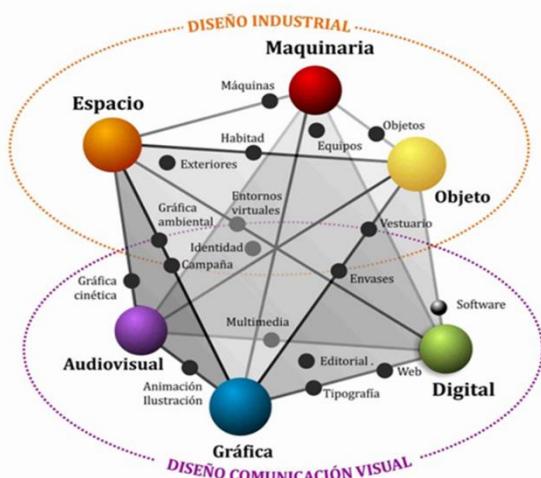 DISEÑO INDUSTRIAL
Maquinaria
Máquinas
Espacio
Objetos
Habitad
Equipos
Exteriores
Objeto
Entornos
virtuales
Gráfica
ambiental
Vestuario
Identidad
Campaña
Gráfica
cinética
Envases
Software
Multimedia
Audiovisual
Editorial .
Web
Digital
Animación
Ilustración
Tipografía
Gráfica
DISEÑO COMUNICACIÓN VISUAL